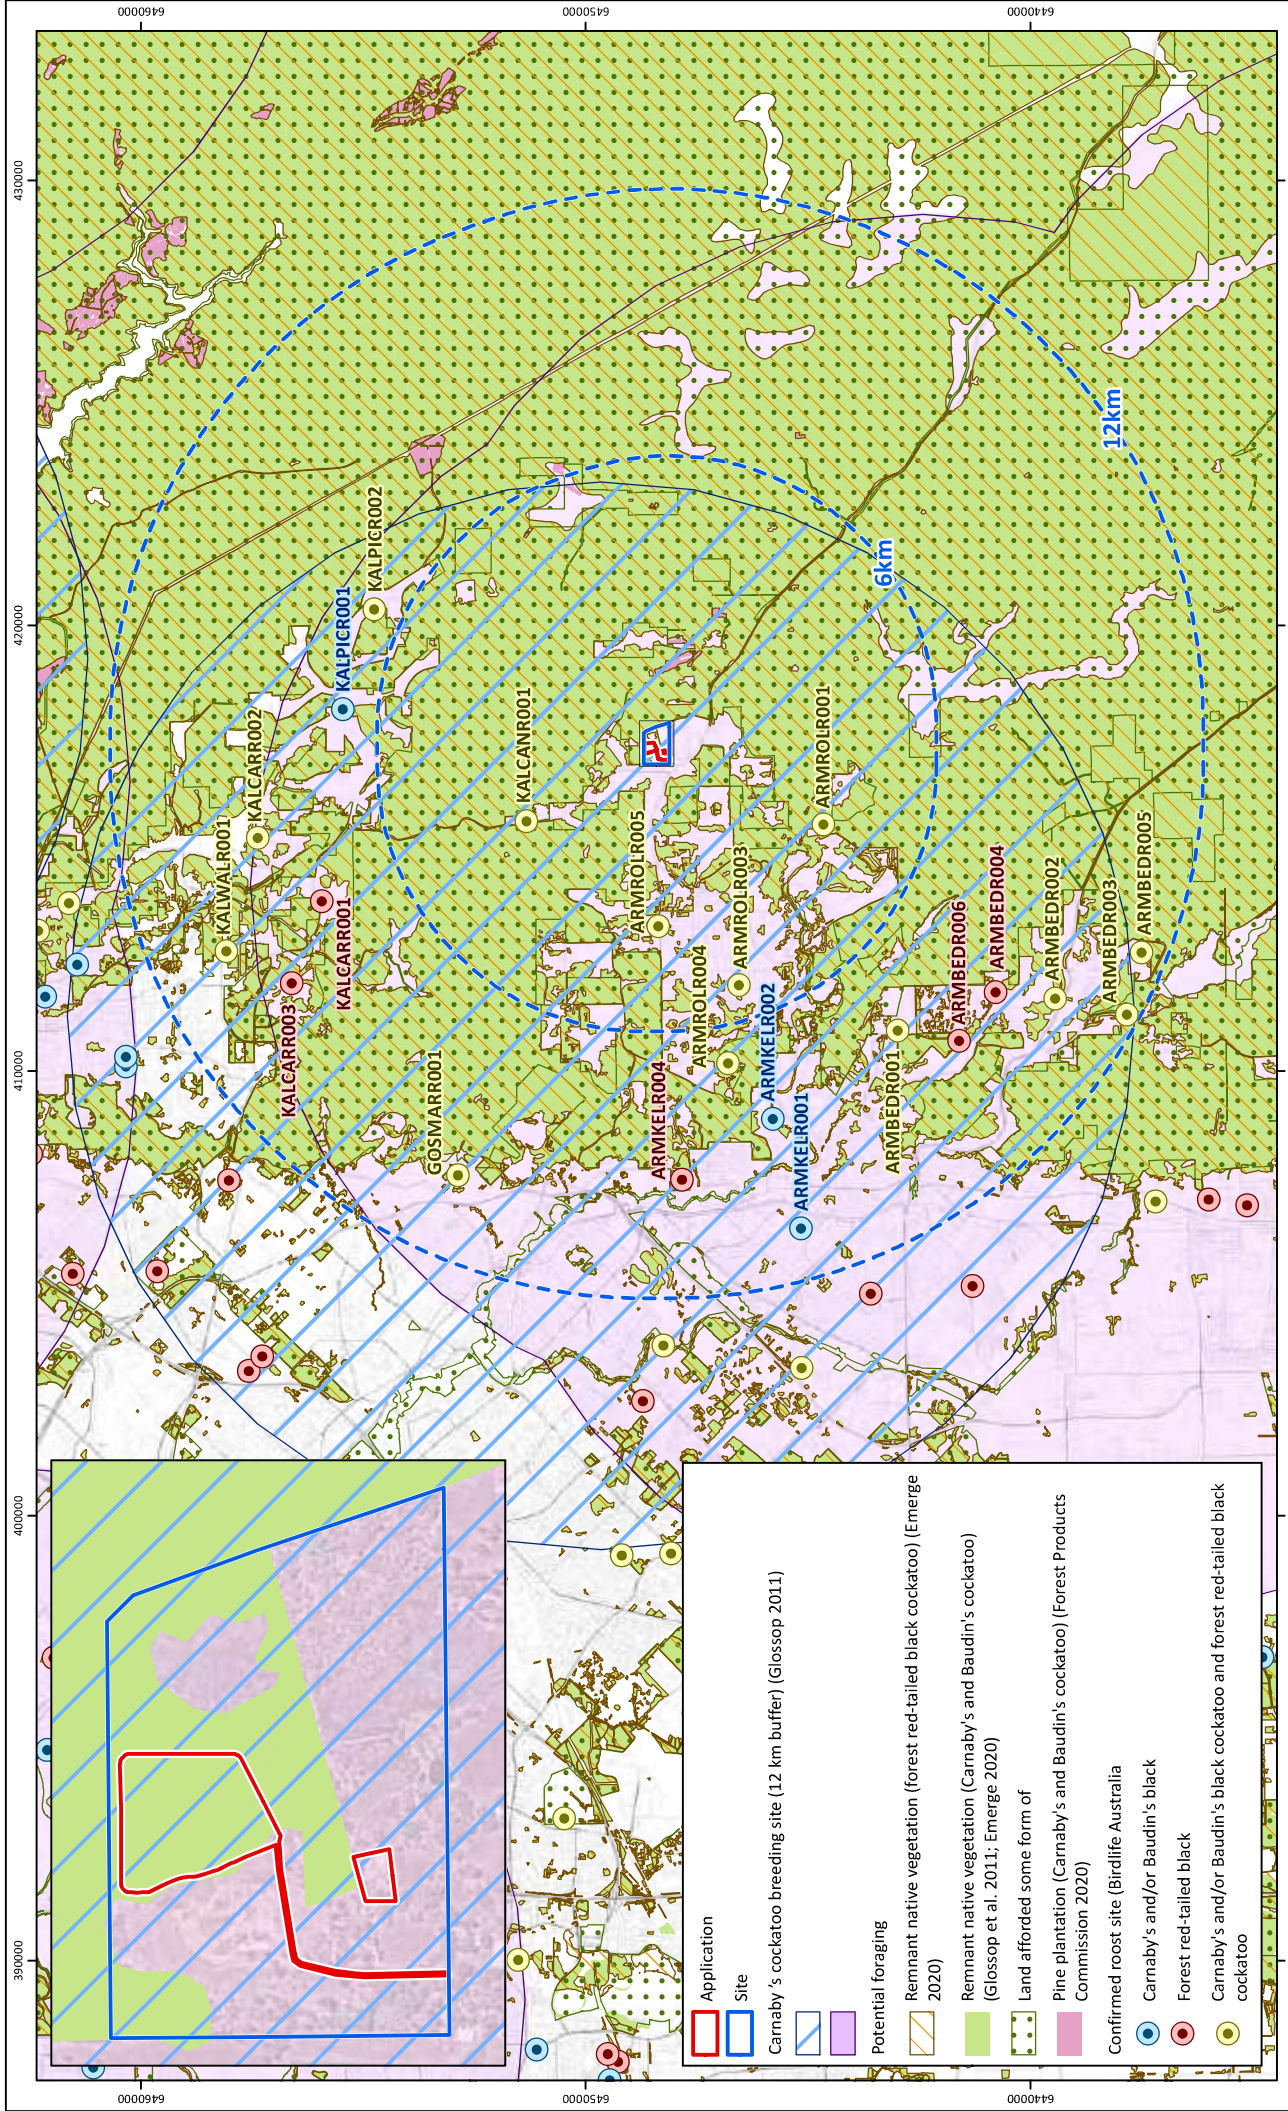 390000
400000
410000
420000
430000
6460000
6450000
6440000
KALWALR001
KALCARR002
KALPICR001
KALPICR002
KALCARR003
KALCARR001
GOSMARR001
KALCANR001
ARMROLR005
ARMKELR004
ARMROLR004
ARMROLR003
ARMKELR002
ARMKELR001
ARMROLR001
ARMBEDR001
ARMBEDR006
ARMBEDR004
ARMBEDR002
ARMBEDR003
ARMBEDR005
6km
12km
Application
Site
Carnaby 's cockatoo breeding site (12 km buffer) (Glossop 2011)
Potential foraging
Remnant native vegetation (forest red-tailed black cockatoo) (Emerge
2020)
Remnant native vegetation (Carnaby's and Baudin's cockatoo)
(Glossop et al. 2011; Emerge 2020)
Land afforded some form of
Pine plantation (Carnaby's and Baudin's cockatoo) (Forest Products
Commission 2020)
Confirmed roost site (Birdlife Australia
Carnaby's and/or Baudin's black
Forest red-tailed black
Carnaby's and/or Baudin's black cockatoo and forest red-tailed black
cockatoo
6460000
6450000
6440000